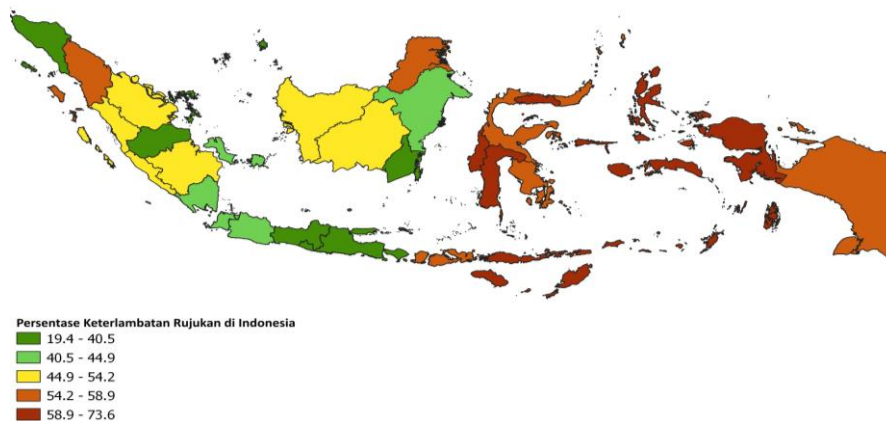 Persentase Keterlambatan Rujukan di Indonesia
19.4 - 40.5
40.5 - 44.9
44.9 - 54.2
54.2 - 58.9
58.9 - 73.6